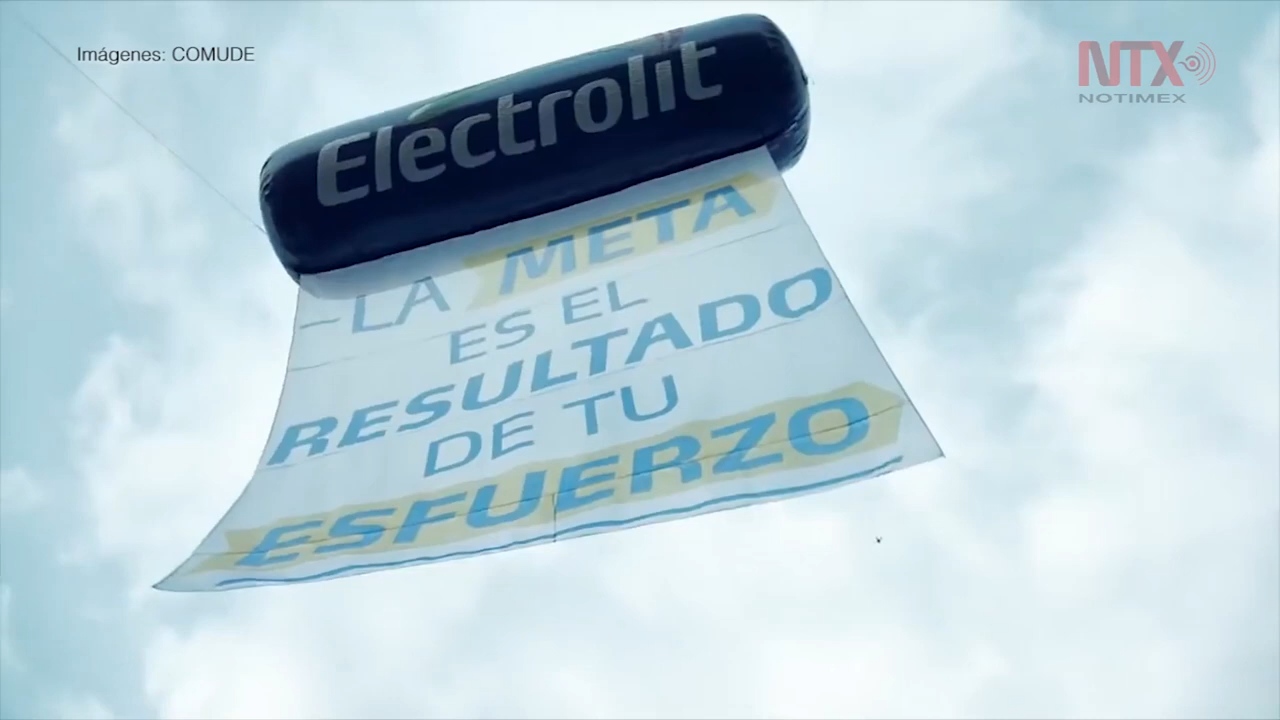 Imágenes: COMUDE
NTX
NOTIMEX
Electrolit
LA META
ES EL
RESULTADO
DE TU
ESFUERZO